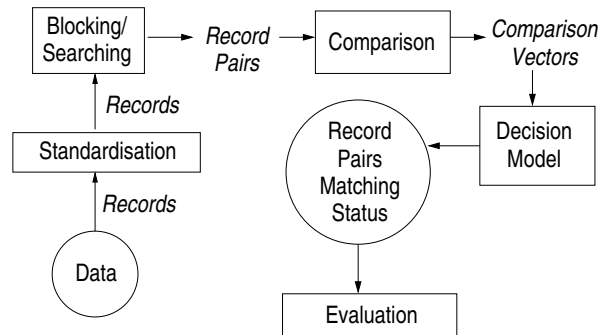 Blocking/
Searching
Record
Pairs
Comparison
Comparison
Vectors
Records
Standardisation
Records
Data
Record
Pairs
Matching
Status
Decision
Model
Evaluation